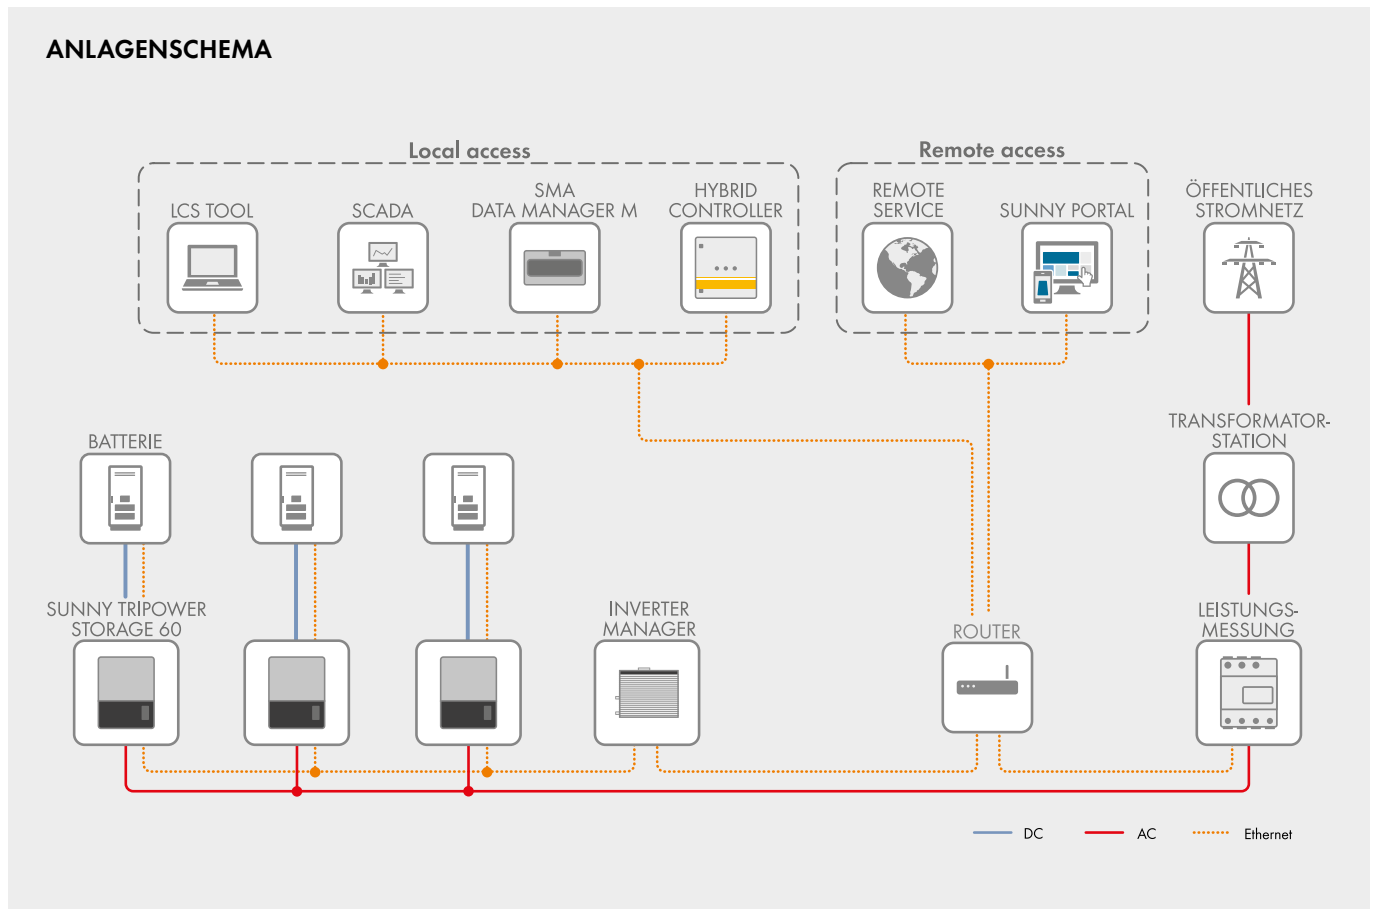 ANLAGENSCHEMA
Local access
Remote access
LCS TOOL
SCADA
SMA
DATA MANAGER M
HYBRID
CONTROLLER
REMOTE
SERVICE
SUNNY PORTAL
ÖFFENTLICHES
STROMNETZ
TRANSFORMATOR-
STATION
BATTERIE
SUNNY TRIPOWER
STORAGE 60
INVERTER
MANAGER
ROUTER
LEISTUNGS-
MESSUNG
DC
AC
Ethernet